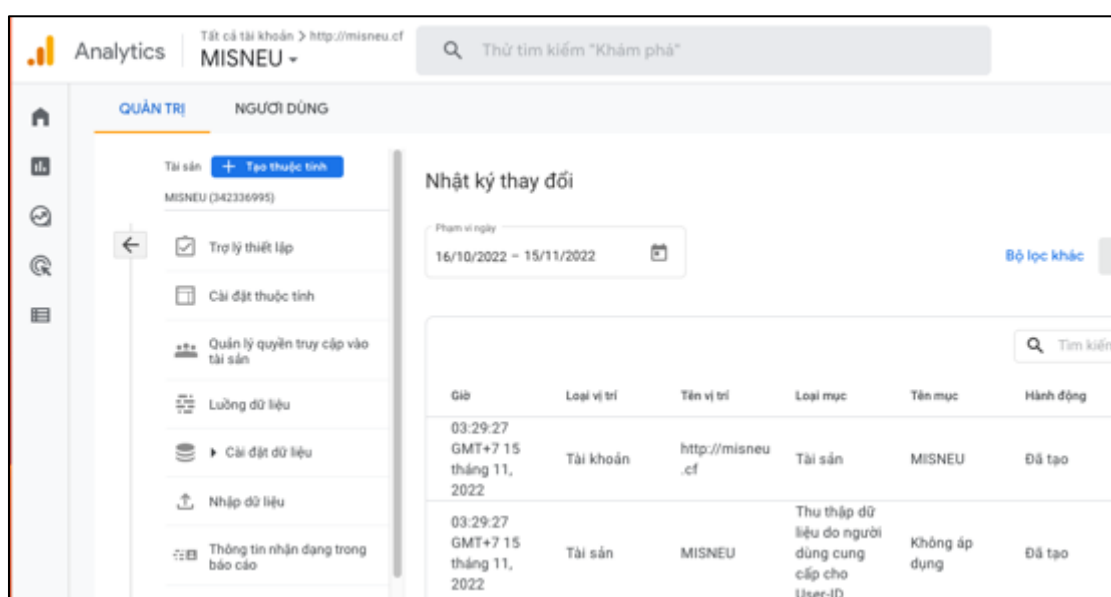 Tất cả tài khoản > http://misneu.cf
Analytics
MISNEU
Thử tìm kiếm "Khám phá"
QUẢN TRỊ
NGƯỜI DÙNG
Tài sản
+ Tạo thuộc tính
MISNEU (342336995)
Trợ lý thiết lập
Cài đặt thuộc tính
Quản lý quyền truy cập vào
tài sản
Luồng dữ liệu
Cài đặt dữ liệu
Nhập dữ liệu
Thông tin nhận dạng trong
báo cáo
Nhật ký thay đổi
Phạm vi ngày
16/10/2022 – 15/11/2022
Bộ lọc khác
Tìm kiếm
Giờ
Loại vị trí
Tên vị trí
Loại mục
Tên mục
Hành động
03:29:27
GMT+7 15
tháng 11,
2022
Tài khoản
http://misneu
.cf
Tài sản
MISNEU
Đã tạo
03:29:27
GMT+7 15
tháng 11,
2022
Tài sản
MISNEU
Thu thập dữ
liệu do người
dùng cung
cấp cho
User-ID
Không áp
dụng
Đã tạo